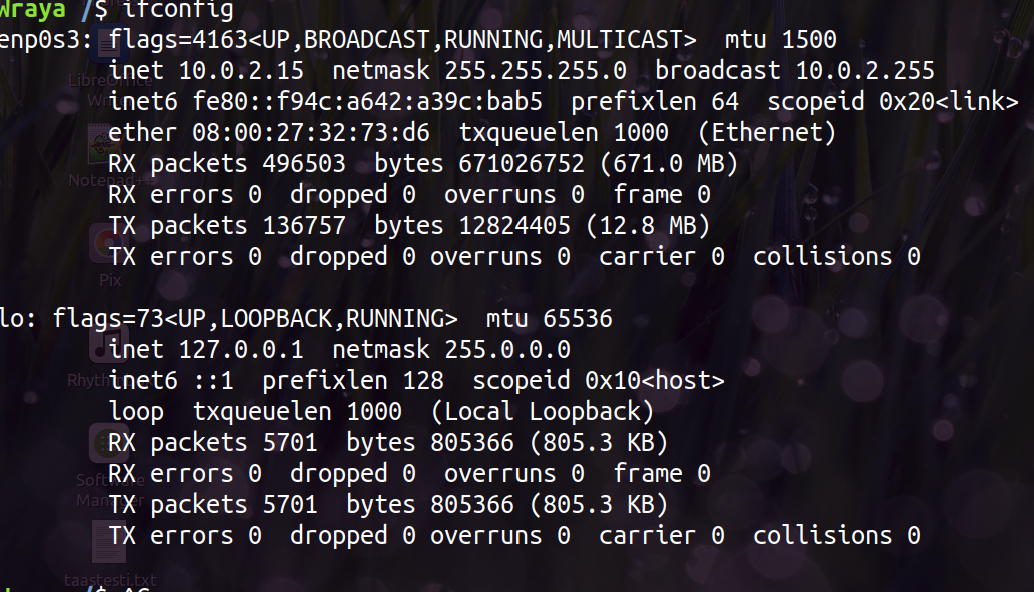 Wraya /$ ifconfig
enp0s3: flags=4163<UP,BROADCAST,RUNNING,MULTICAST>  mtu 1500
        inet 10.0.2.15  netmask 255.255.255.0  broadcast 10.0.2.255
        inet6 fe80::f94c:a642:a39c:bab5  prefixlen 64  scopeid 0x20<link>
        ether 08:00:27:32:73:d6  txqueuelen 1000  (Ethernet)
        RX packets 496503  bytes 671026752 (671.0 MB)
        RX errors 0  dropped 0  overruns 0  frame 0
        TX packets 136757  bytes 12824405 (12.8 MB)
        TX errors 0  dropped 0 overruns 0  carrier 0  collisions 0

lo: flags=73<UP,LOOPBACK,RUNNING>  mtu 65536
        inet 127.0.0.1  netmask 255.0.0.0
        inet6 ::1  prefixlen 128  scopeid 0x10<host>
        loop  txqueuelen 1000  (Local Loopback)
        RX packets 5701  bytes 805366 (805.3 KB)
        RX errors 0  dropped 0  overruns 0  frame 0
        TX packets 5701  bytes 805366 (805.3 KB)
        TX errors 0  dropped 0 overruns 0  carrier 0  collisions 0
LibreOffice
Notepad++
Pix
Software
Manager
taastesti.txt